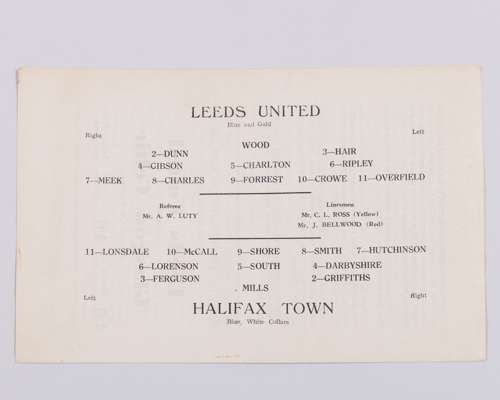 LEEDS UNITED
Blue and Gold
Right Left
WOOD
2—DUNN 3—HAIR
4—GIBSON 5—CHARLTON 6—RIPLEY
7—MEEK 8—CHARLES 9—FORREST 10—CROWE 11—OVERFIELD
Referee Linesmen
Mr. A. W. LUTY Mr. C. L. ROSS (Yellow)
Mr. J. BELLWOOD (Red)
11—LONSDALE 10—McCALL 9—SHORE 8—SMITH 7—HUTCHINSON
6—LORENSON 5—SOUTH 4—DARBYSHIRE
3—FERGUSON 2—GRIFFITHS
MILLS
Left Right
HALIFAX TOWN
Blue, White Collars